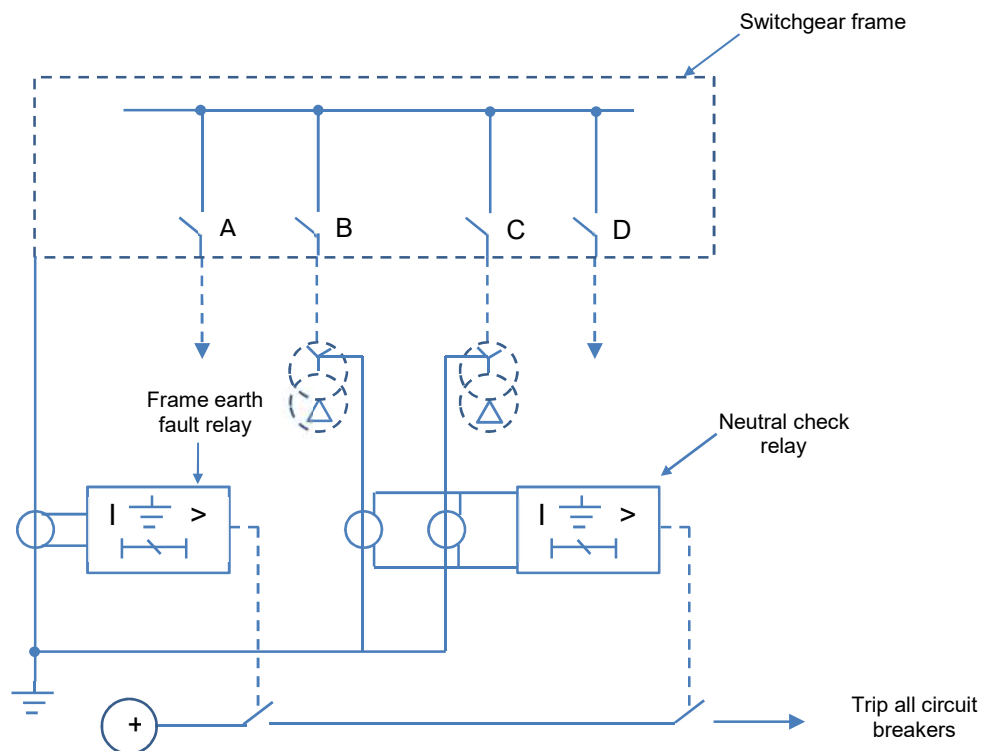 Switchgear frame
A
B
C
D
Frame earth
fault relay
Neutral check
relay
I >
I >
+
Trip all circuit
breakers